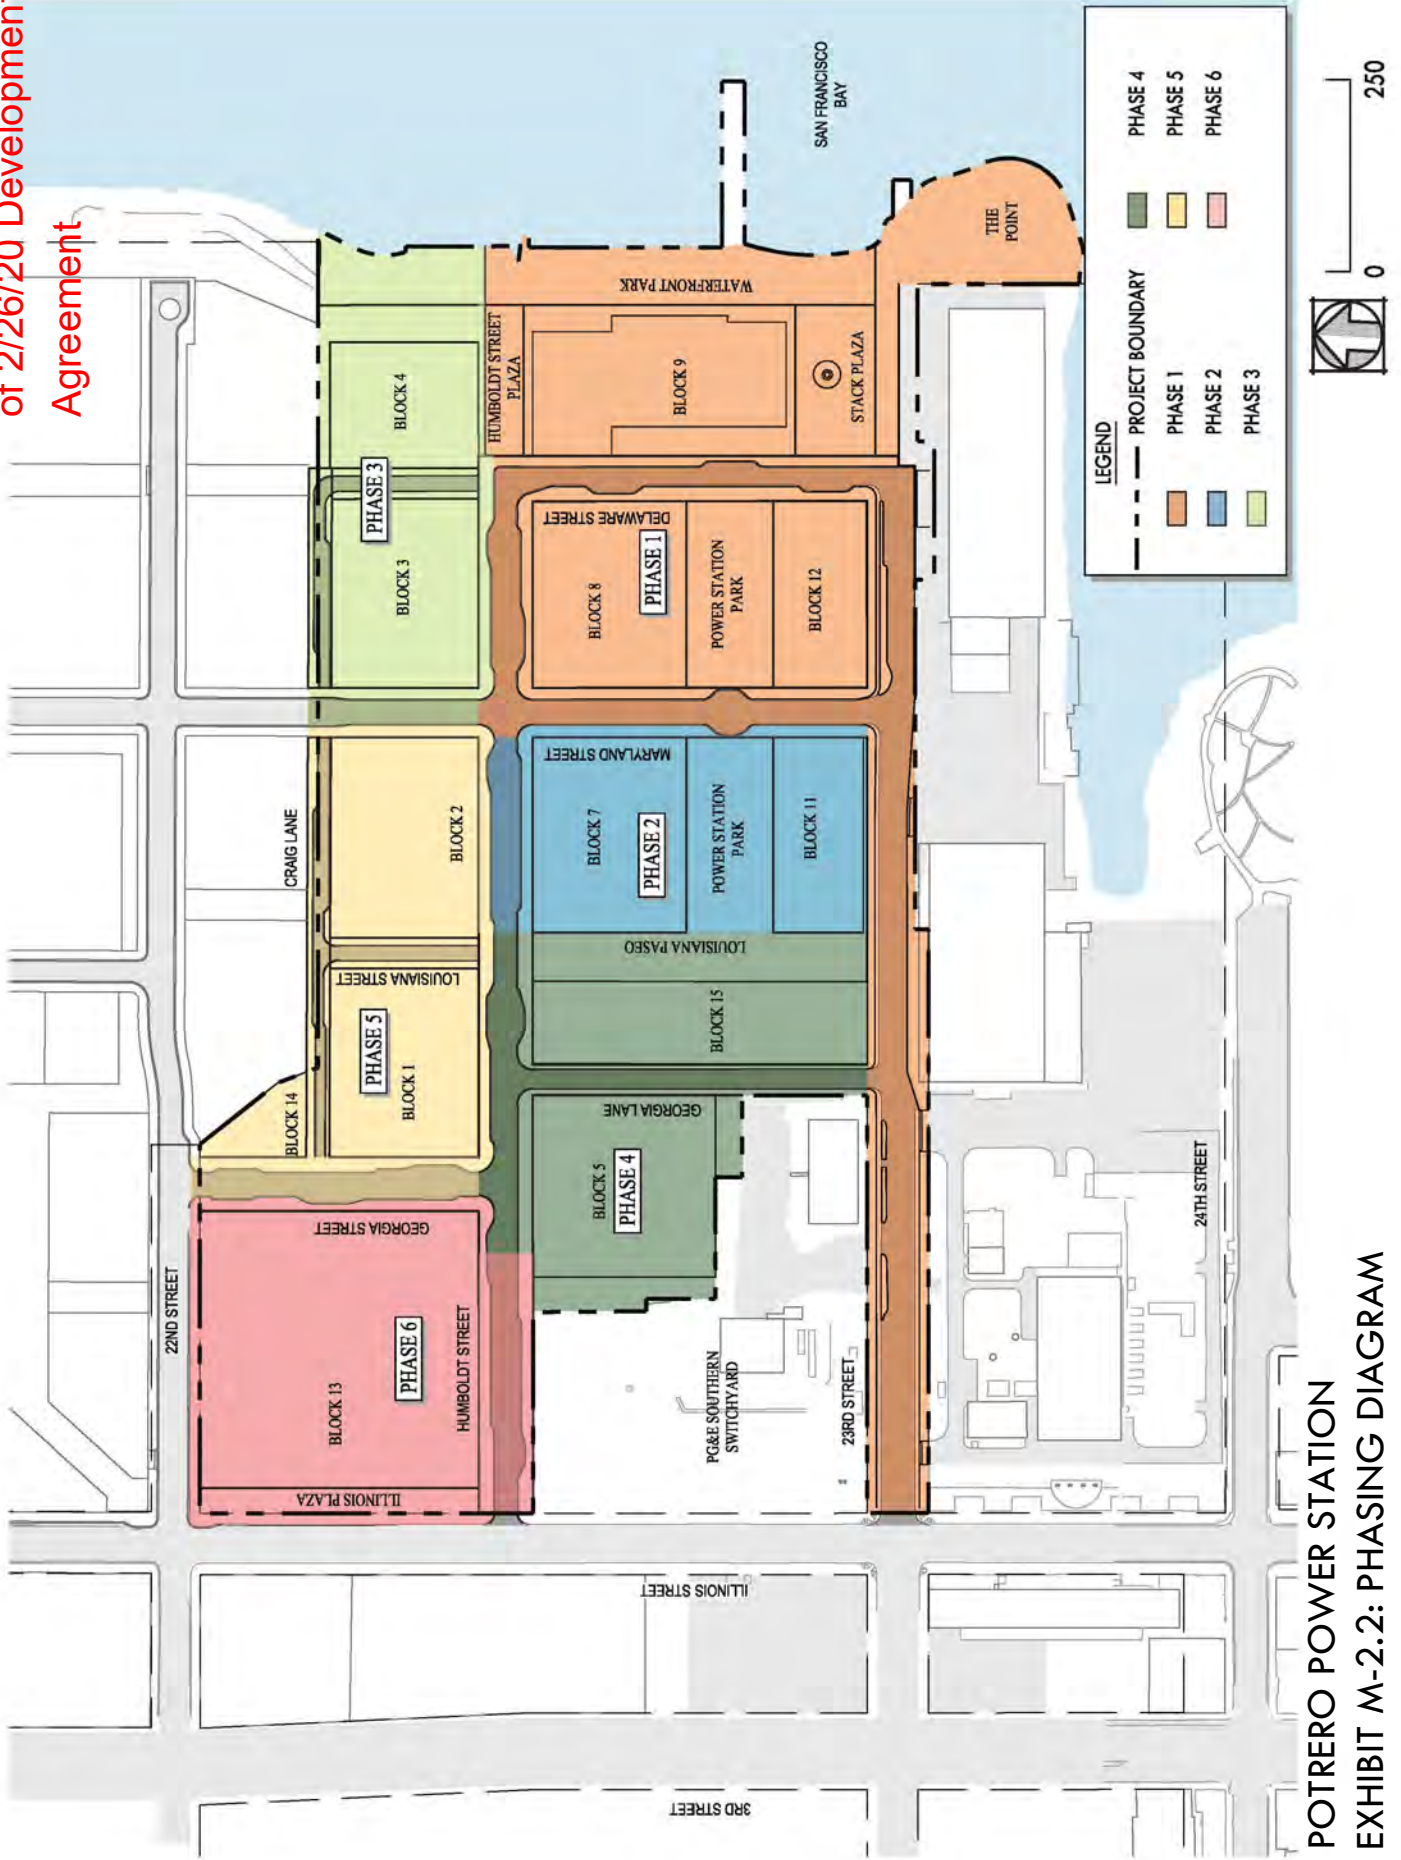 of 2/26/20 Development
Agreement
SAN FRANCISCO
BAY
THE
POINT
WATERFRONT PARK
HUMBOLDT STREET
PLAZA
BLOCK 9
STACK PLAZA
BLOCK 4
PHASE 3
BLOCK 3
DELAWARE STREET
BLOCK 8
PHASE 1
POWER STATION
PARK
BLOCK 12
CRAIG LANE
BLOCK 2
MARYLAND STREET
BLOCK 7
PHASE 2
POWER STATION
PARK
BLOCK 11
LOUISIANA STREET
LOUISIANA PASEO
PHASE 5
BLOCK 1
BLOCK 14
BLOCK 15
GEORGIA LANE
BLOCK 5
PHASE 4
22ND STREET
GEORGIA STREET
BLOCK 13
PHASE 6
HUMBOLDT STREET
ILLINOIS PLAZA
PG&E SOUTHERN
SWITCHYARD
23RD STREET
24TH STREET
ILLINOIS STREET
3RD STREET
LEGEND
PROJECT BOUNDARY
PHASE 1
PHASE 2
PHASE 3
PHASE 4
PHASE 5
PHASE 6
0
250
POTRERO POWER STATION
EXHIBIT M-2.2: PHASING DIAGRAM